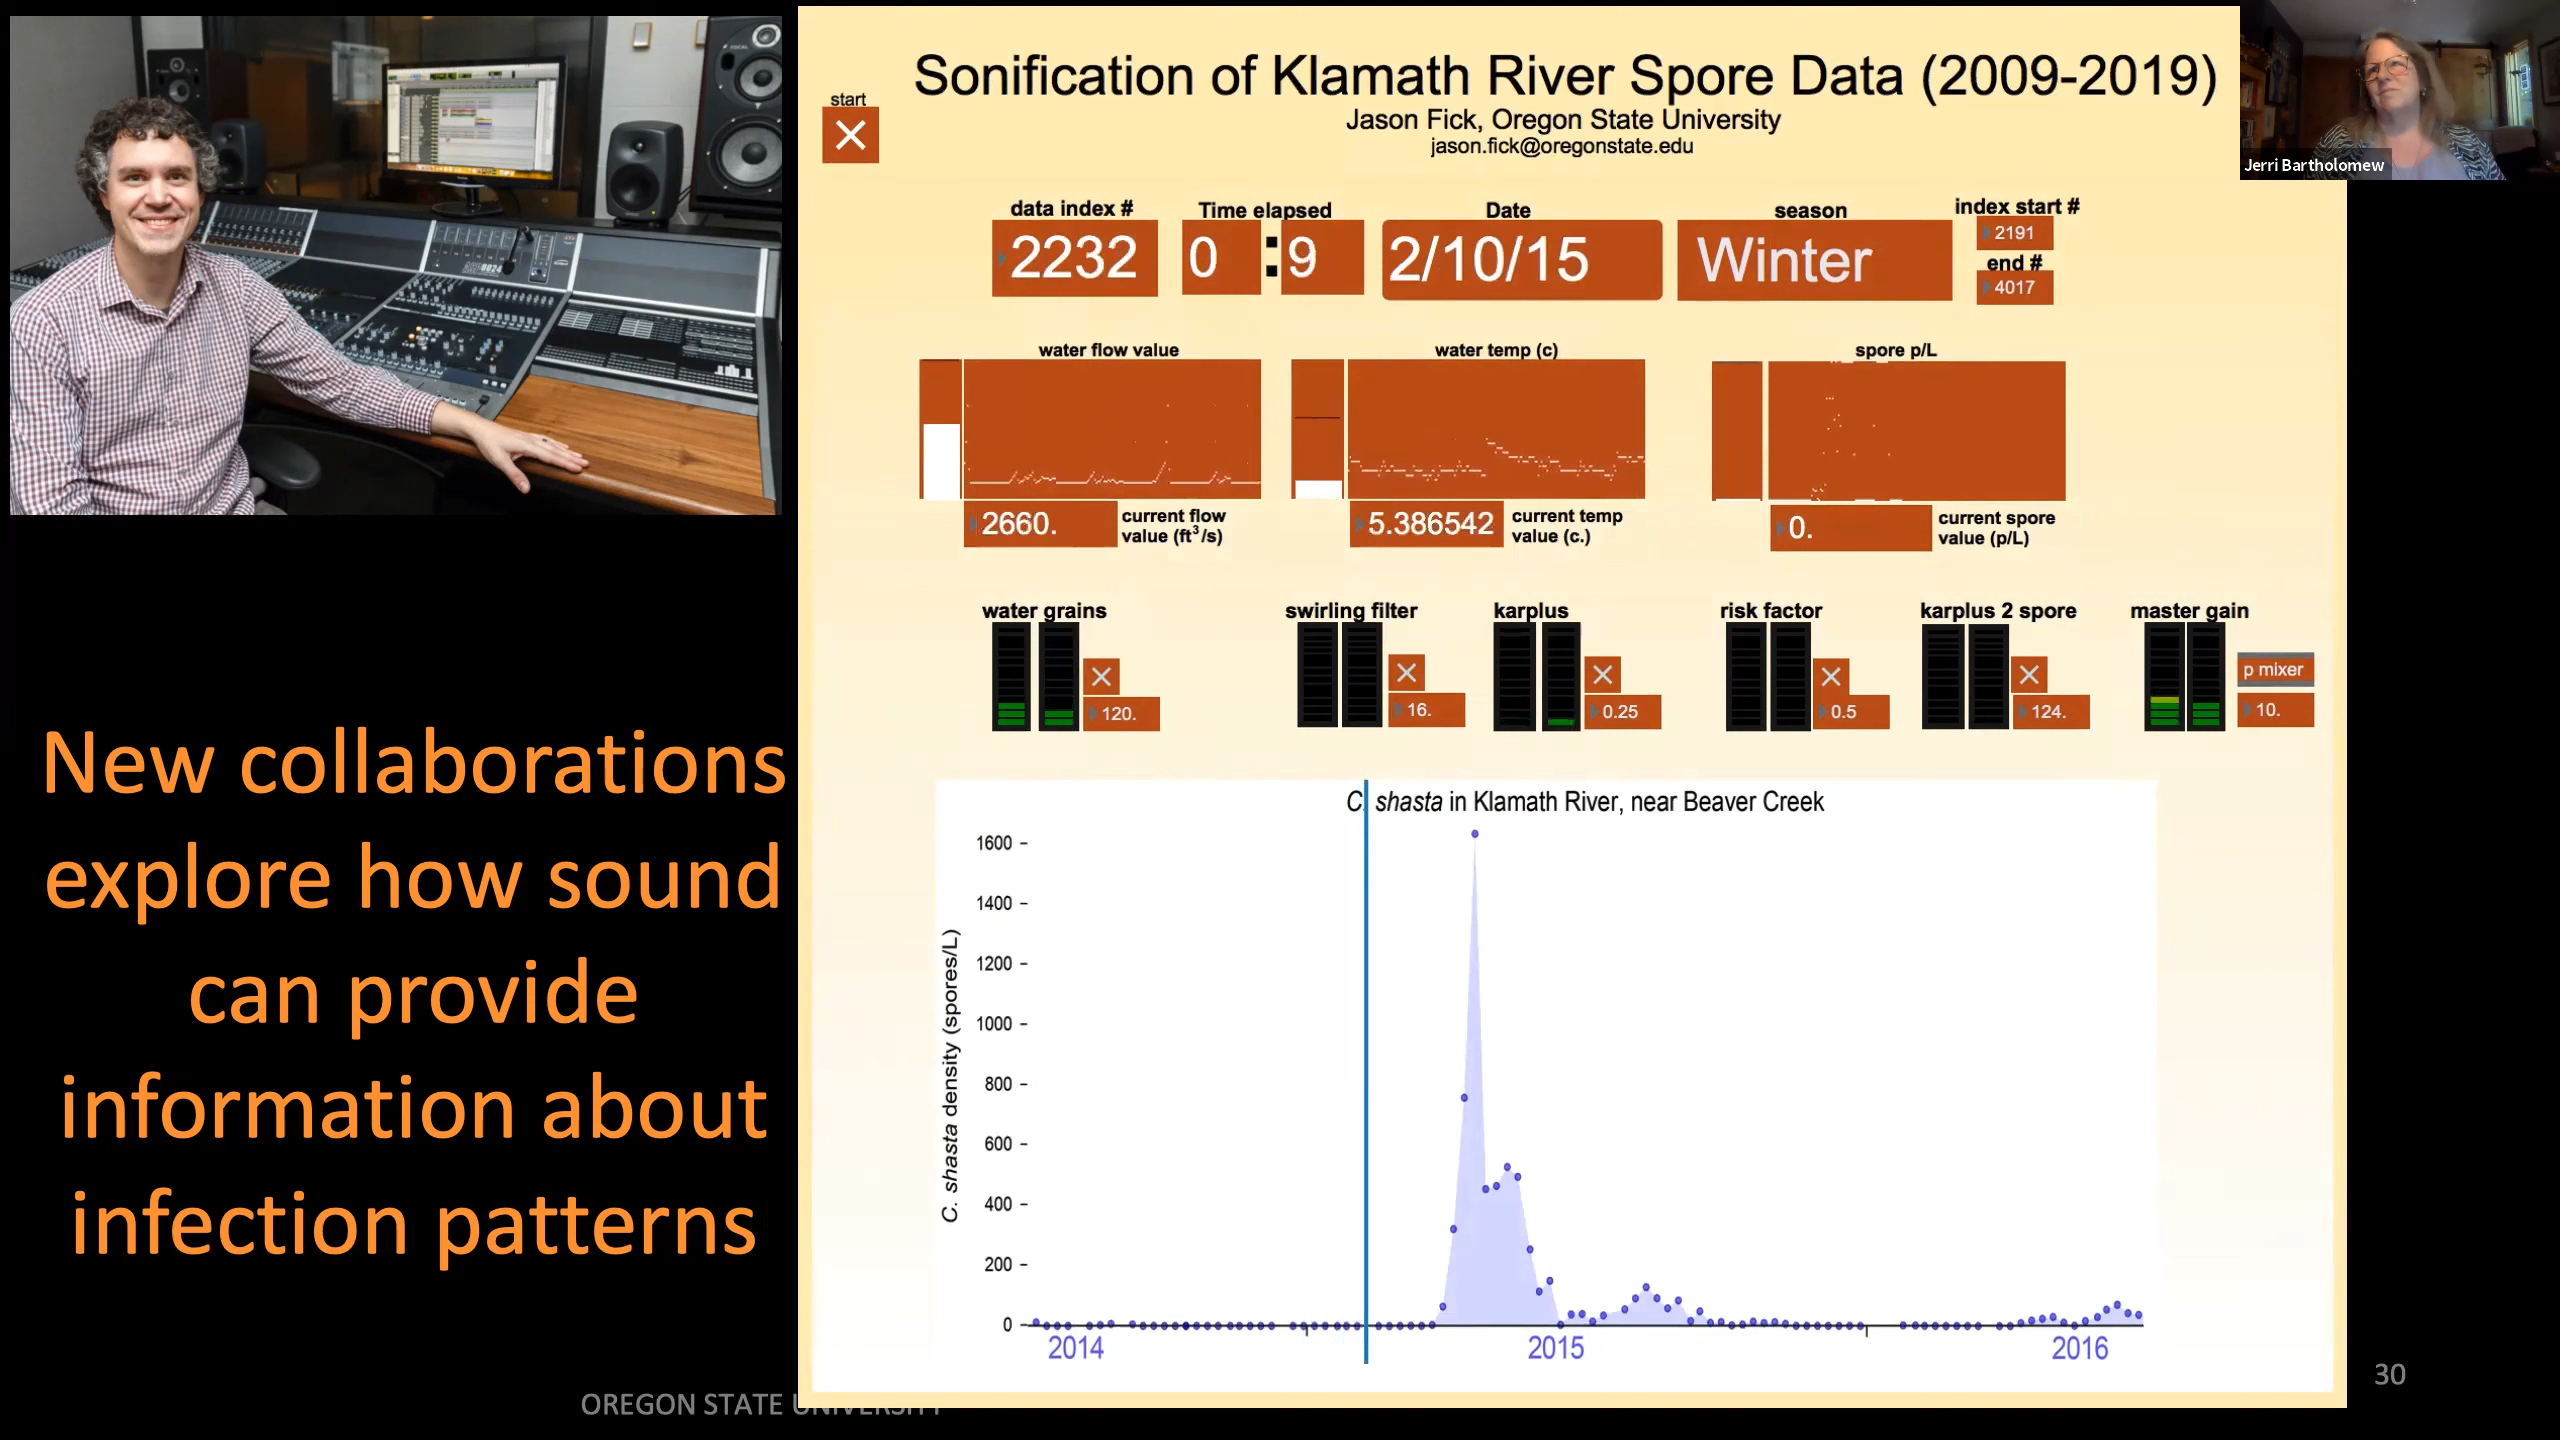 Sonification of Klamath River Spore Data (2009-2019)
Jason Fick, Oregon State University
jason.fick@oregonstate.edu
start
Jerri Bartholomew
data index #
2232
Time elapsed
0 : 9
Date
2/10/15
season
Winter
index start #
2191
end #
4017
water flow value
2660.
current flow
value (ft³/s)
water temp (c)
5.386542
current temp
value (c.)
spore p/L
0.
current spore
value (p/L)
water grains
120.
swirling filter
16.
karplus
0.25
risk factor
0.5
karplus 2 spore
124.
master gain
p mixer
10.
New collaborations
explore how sound
can provide
information about
infection patterns
C. shasta in Klamath River, near Beaver Creek
C. shasta density (spores/L)
1600
1400
1200
1000
800
600
400
200
0
2014 2015 2016
OREGON STATE UNIVERSITY
30